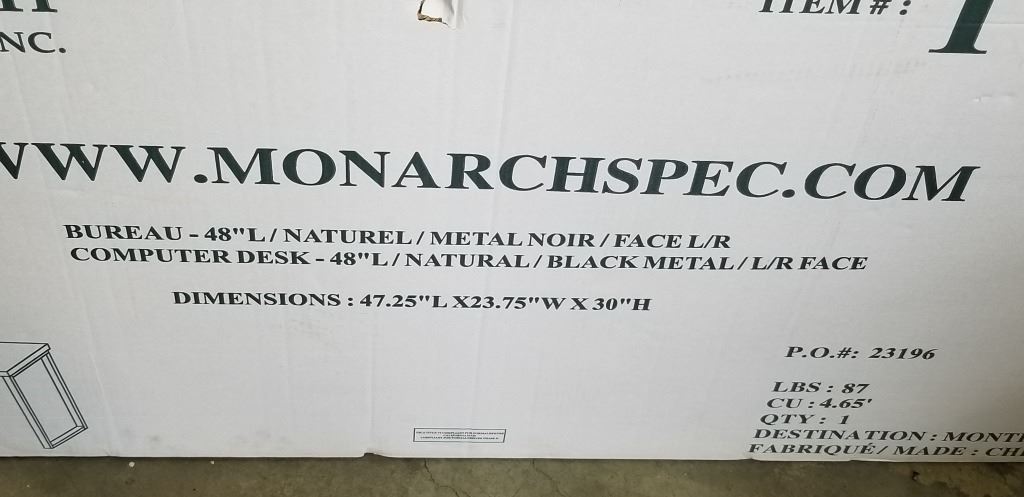 NC.
ITEM # :
WWW.MONARCHSPEC.COM
BUREAU - 48"L / NATUREL / METAL NOIR / FACE L/R
COMPUTER DESK - 48"L / NATURAL / BLACK METAL / L/R FACE
DIMENSIONS : 47.25"L X23.75"W X 30"H
P.O.#: 23196
LBS : 87
CU : 4.65'
QTY : 1
DESTINATION : MONT
FABRIQUÉ / MADE : CH